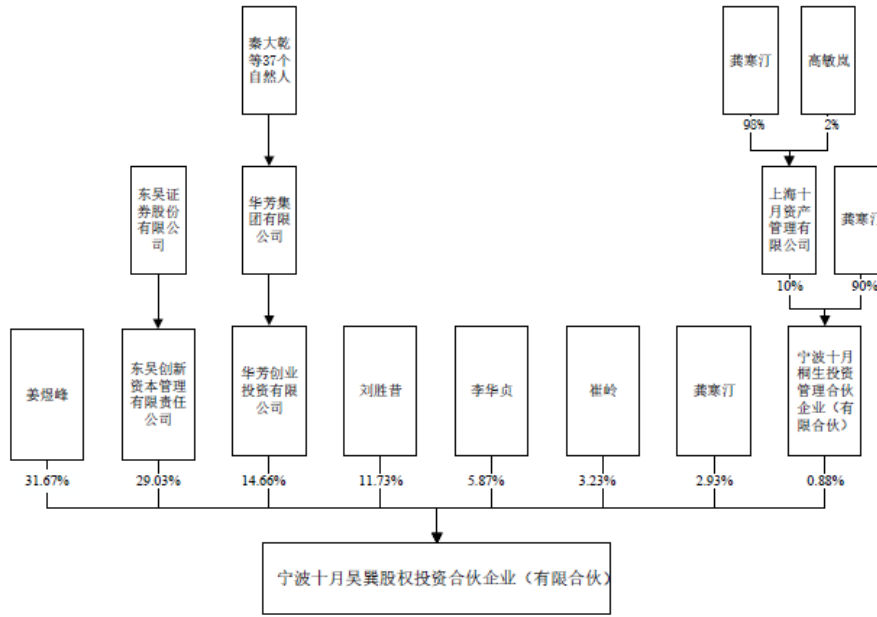 秦大乾
等37个
自然人
龚寒汀
高敏岚
98%
2%
东吴证
券股份
有限公
司
华芳集
团有限
公司
上海十
月资产
管理有
限公司
龚寒汀
10%
90%
姜煜峰
东吴创新
资本管理
有限责任
公司
华芳创业
投资有限
公司
刘胜昔
李华贞
崔岭
龚寒汀
宁波十月
桐生投资
管理合伙
企业（有
限合伙）
31.67%
29.03%
14.66%
11.73%
5.87%
3.23%
2.93%
0.88%
宁波十月吴巽股权投资合伙企业（有限合伙）